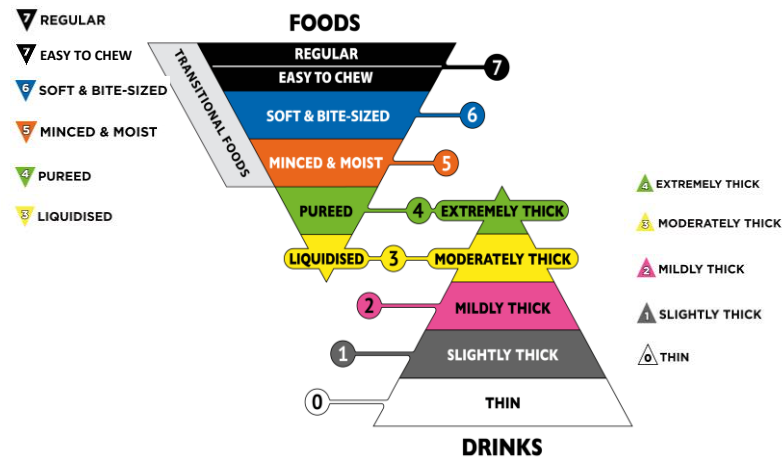 FOODS
7 REGULAR
7 EASY TO CHEW
6 SOFT & BITE-SIZED
5 MINCED & MOIST
4 PUREED
3 LIQUIDISED
TRANSITIONAL FOODS
REGULAR
EASY TO CHEW
7
SOFT & BITE-SIZED
6
MINCED & MOIST
5
PUREED
4
EXTREMELY THICK
LIQUIDISED
3
MODERATELY THICK
2
MILDLY THICK
1
SLIGHTLY THICK
0
THIN
DRINKS
4 EXTREMELY THICK
3 MODERATELY THICK
2 MILDLY THICK
1 SLIGHTLY THICK
0 THIN